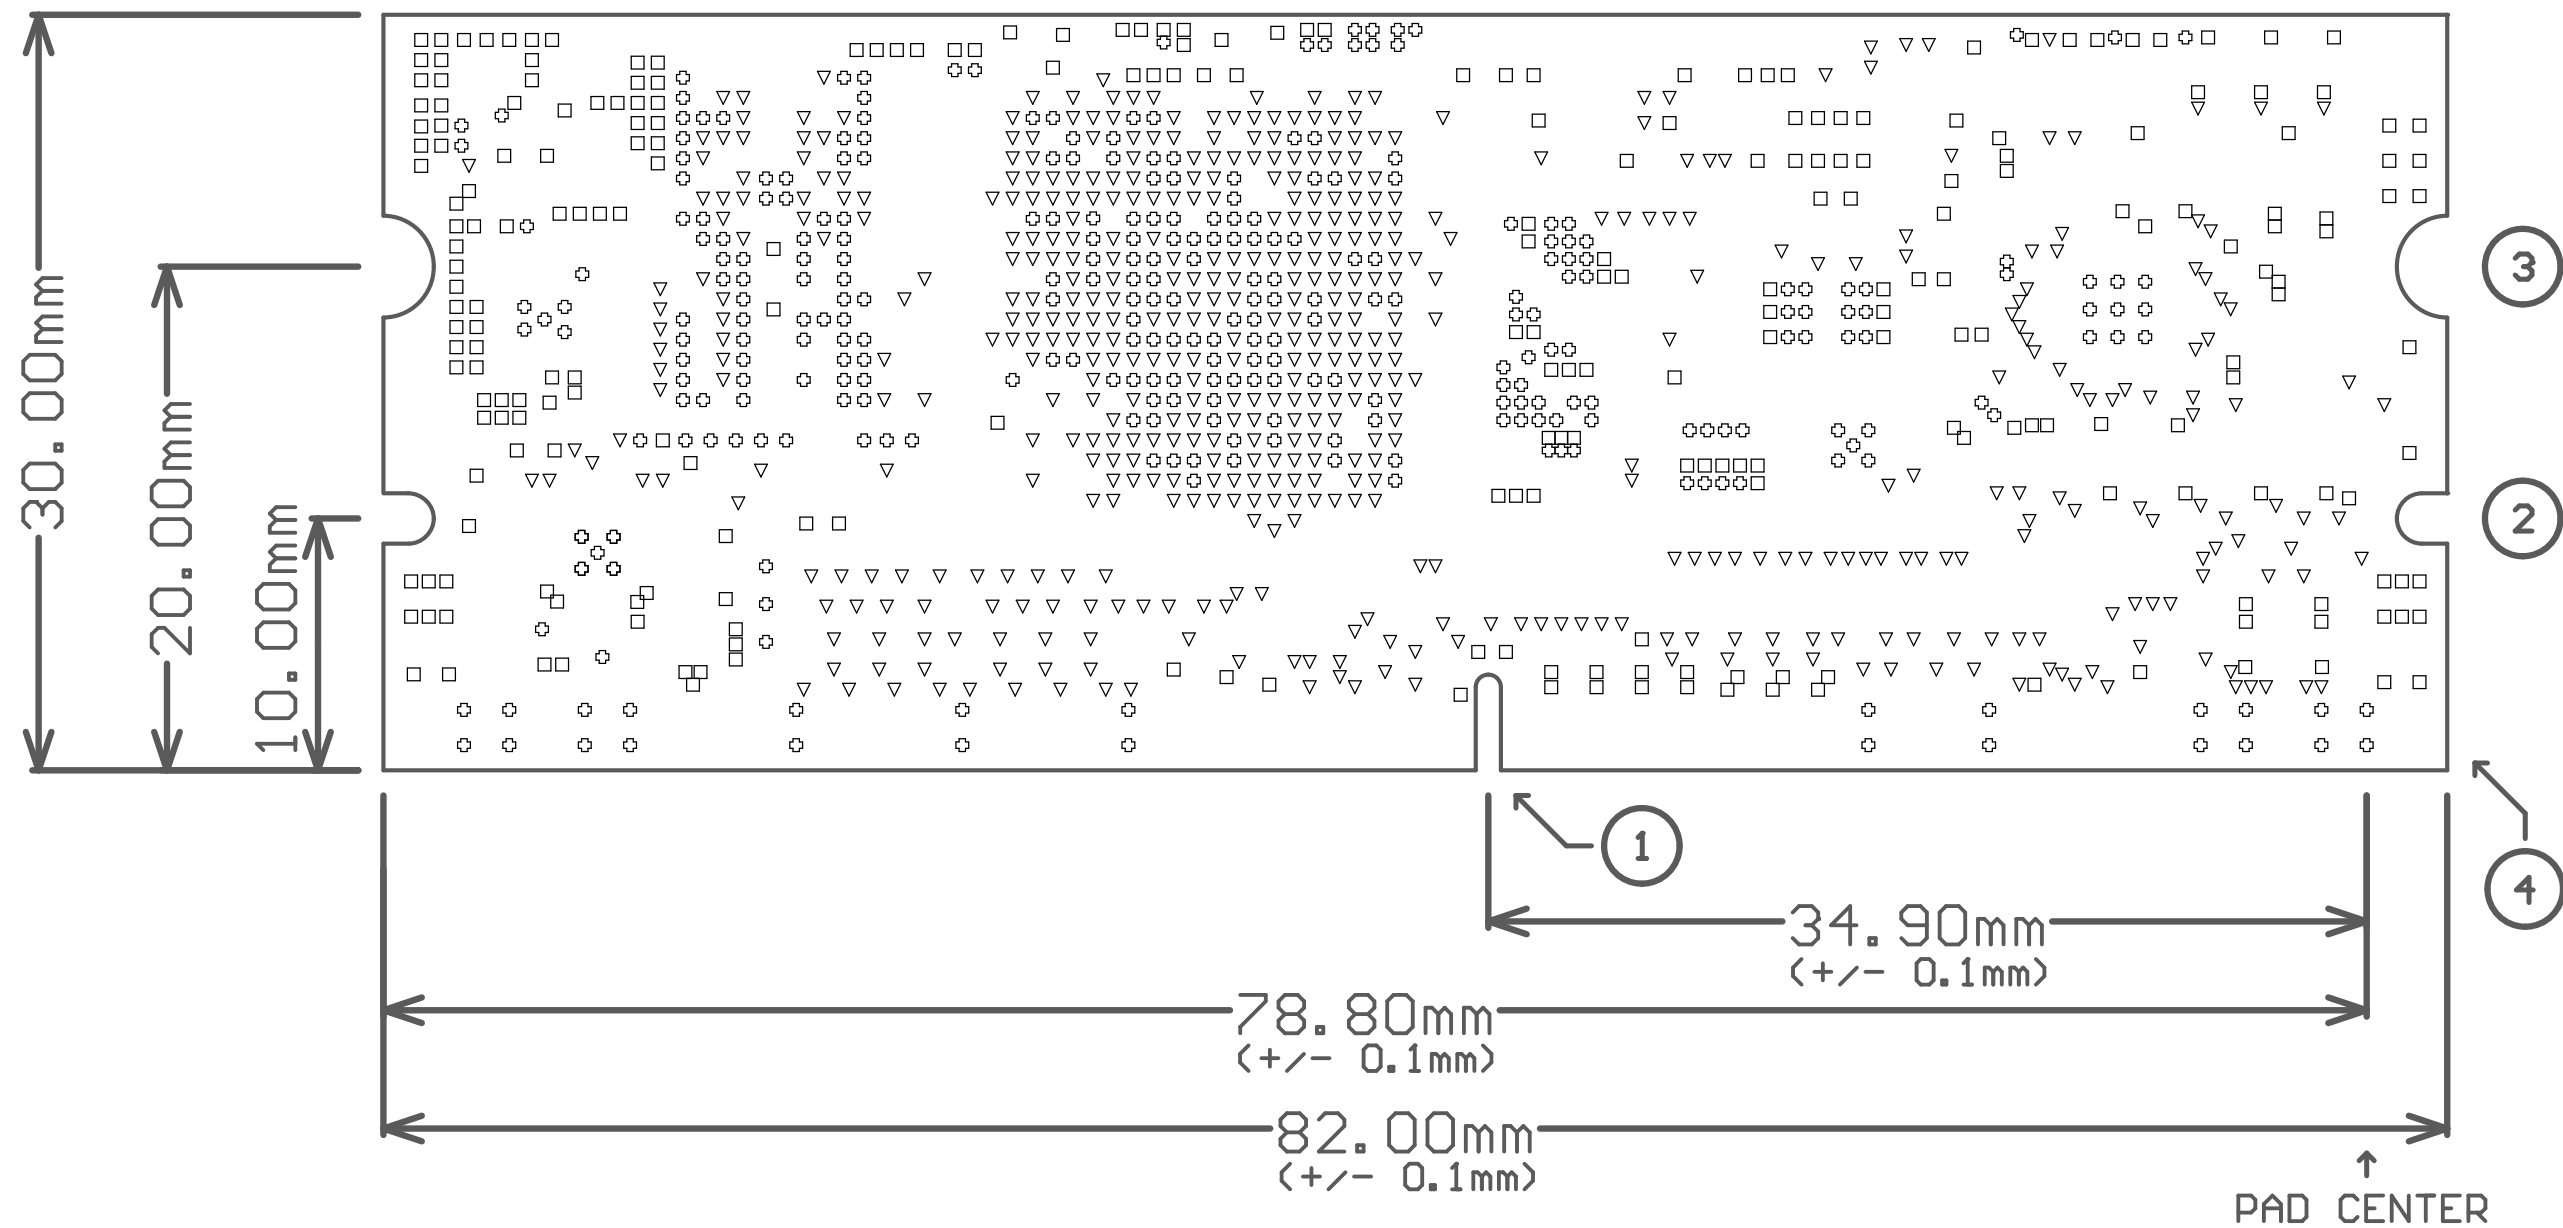 30.00mm
20.00mm
10.00mm
3
2
1
4
34.90mm
(+/- 0.1mm)
78.80mm
(+/- 0.1mm)
82.00mm
(+/- 0.1mm)
PAD CENTER